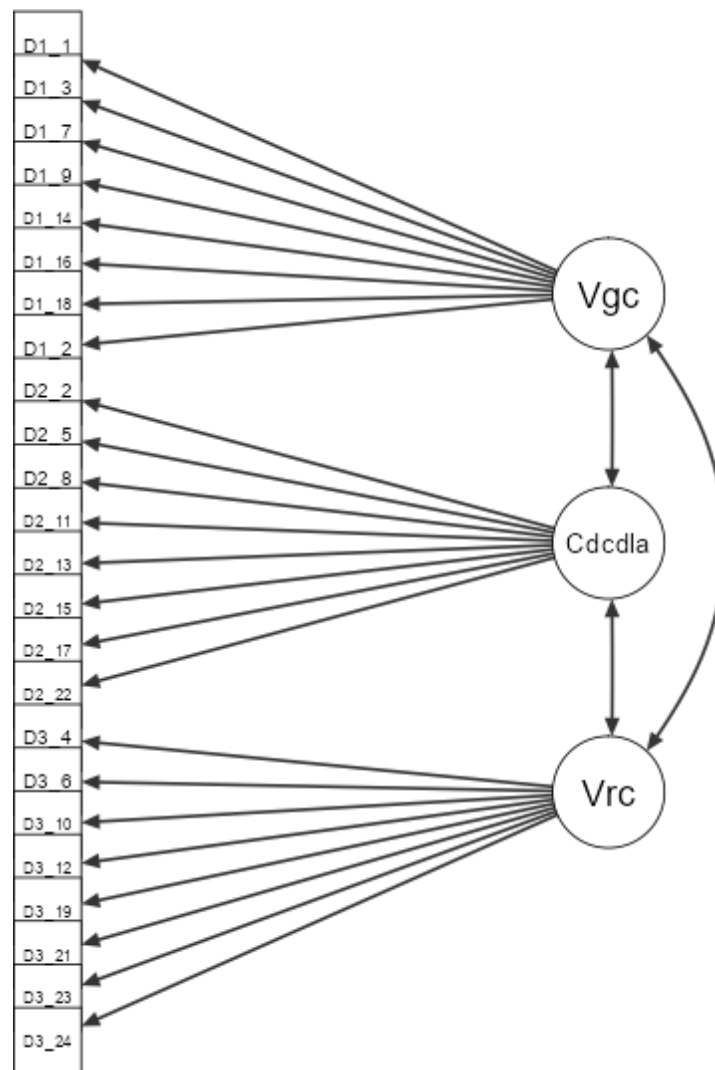 D1_1
D1_3
D1_7
D1_9
D1_14
D1_16
D1_18
D1_2
D2_2
D2_5
D2_8
D2_11
D2_13
D2_15
D2_17
D2_22
D3_4
D3_6
D3_10
D3_12
D3_19
D3_21
D3_23
D3_24
Vgc
Cdcdla
Vrc